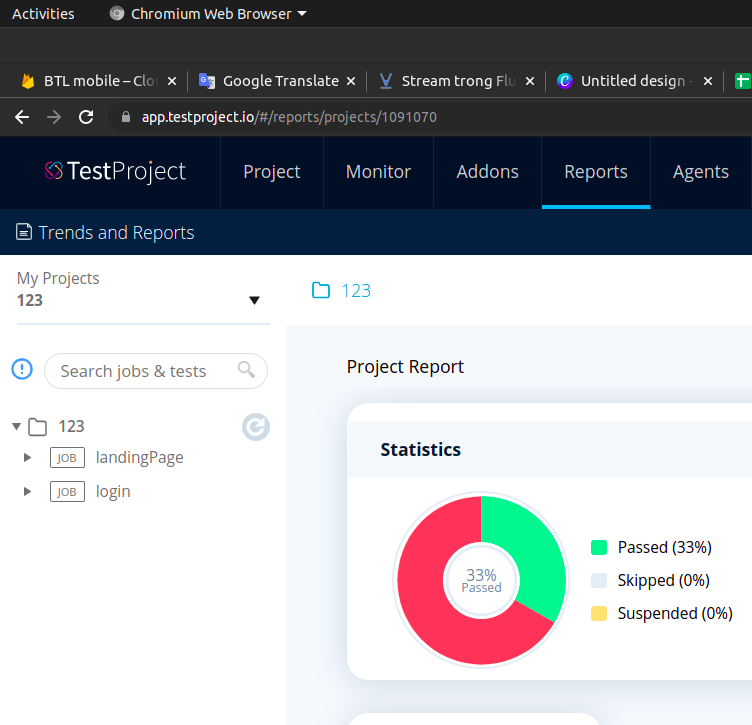 Activities Chromium Web Browser
BTL mobile – Clo Google Translate Stream trong Flu Untitled design -
app.testproject.io/#/reports/projects/1091070
TestProject Project Monitor Addons Reports Agents
Trends and Reports
My Projects
123
123
Search jobs & tests
Project Report
123
JOB landingPage
JOB login
Statistics
33%
Passed
Passed (33%)
Skipped (0%)
Suspended (0%)